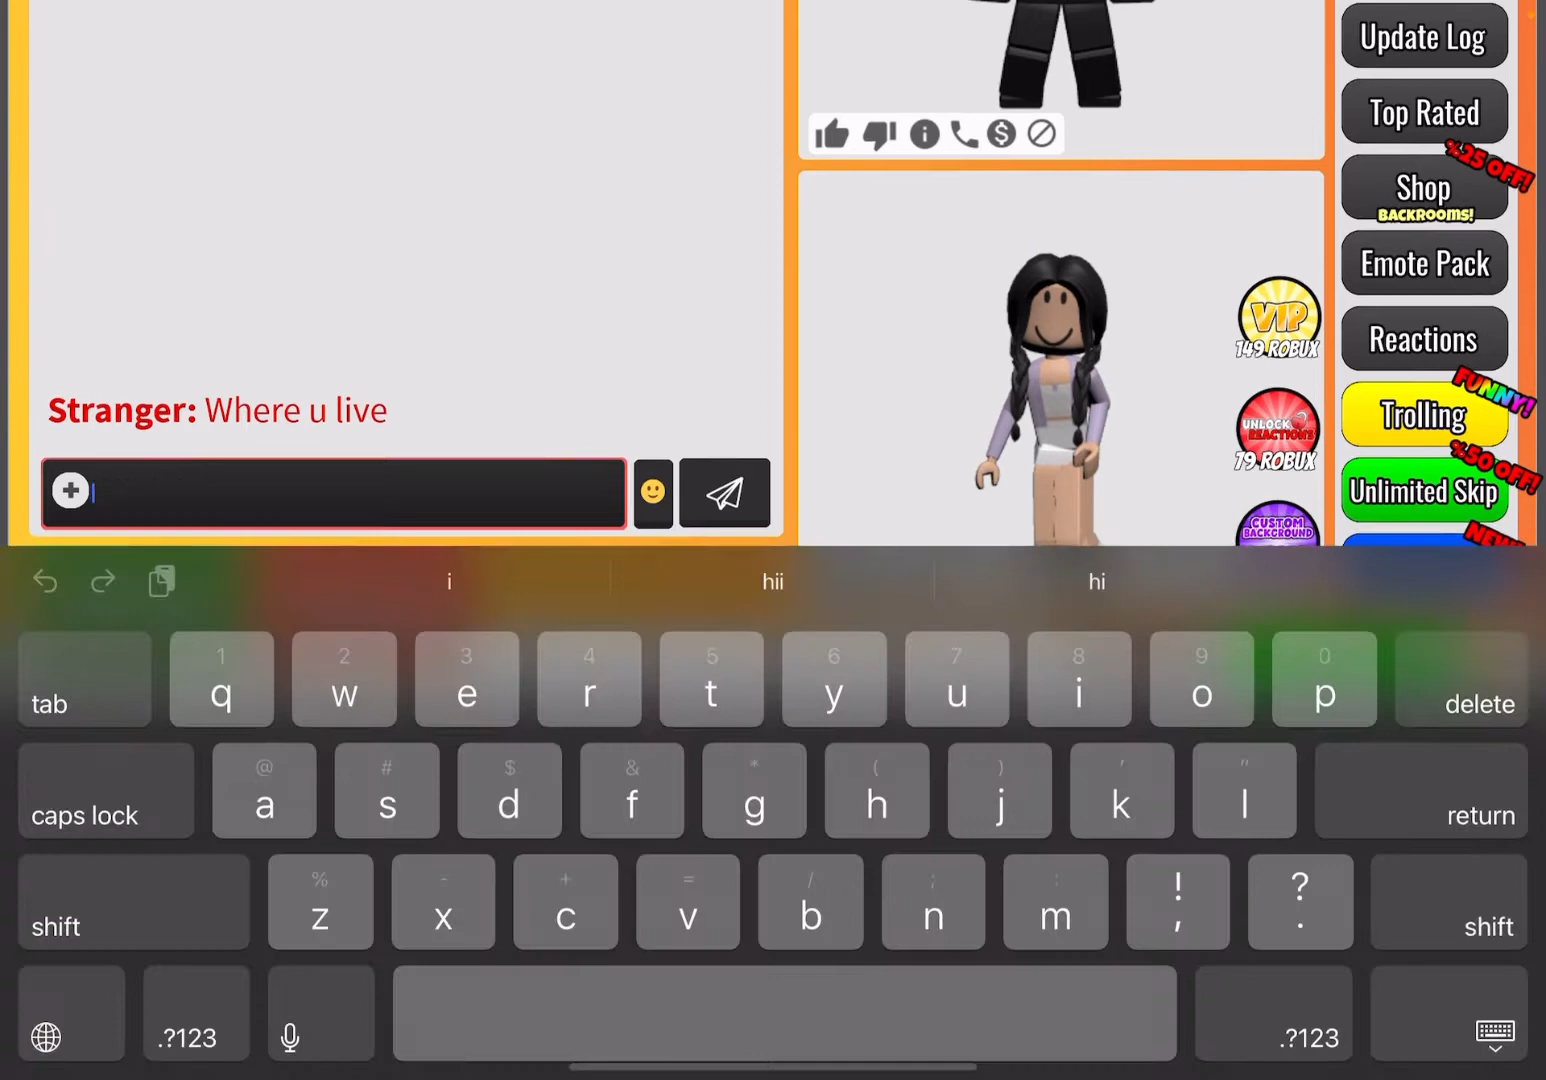 Update Log
Top Rated
%25 OFF!
Shop
BACKROOMS!
Emote Pack
VIP
149 ROBUX
Reactions
FUNNY!
Trolling
UNLOCK
REACTIONS
79 ROBUX
%50 OFF!
Unlimited Skip
CUSTOM
BACKGROUND
NEW!
Stranger: Where u live
i hii hi
1 2 3 4 5 6 7 8 9 0
tab q w e r t y u i o p delete
@ # $ & * ( ) ' "
caps lock a s d f g h j k l return
% - + = / ; : ! ?
shift z x c v b n m , . shift
.?123 .?123